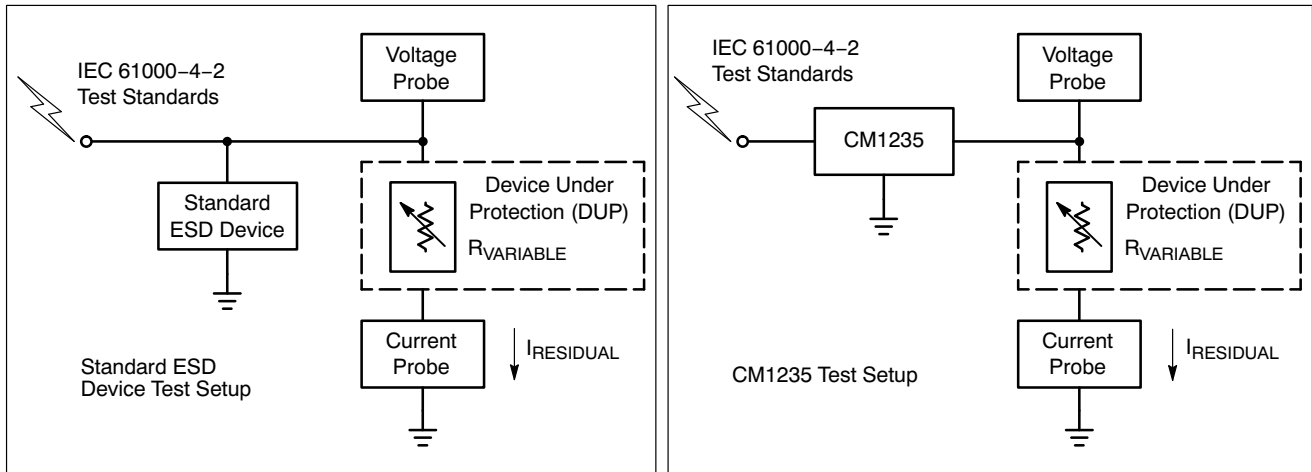 IEC 61000−4−2
Test Standards
Voltage
Probe
Standard
ESD Device
Device Under
Protection (DUP)
RVARIABLE
Current
Probe
IRESIDUAL
Standard ESD
Device Test Setup
IEC 61000−4−2
Test Standards
Voltage
Probe
CM1235
Device Under
Protection (DUP)
RVARIABLE
Current
Probe
IRESIDUAL
CM1235 Test Setup